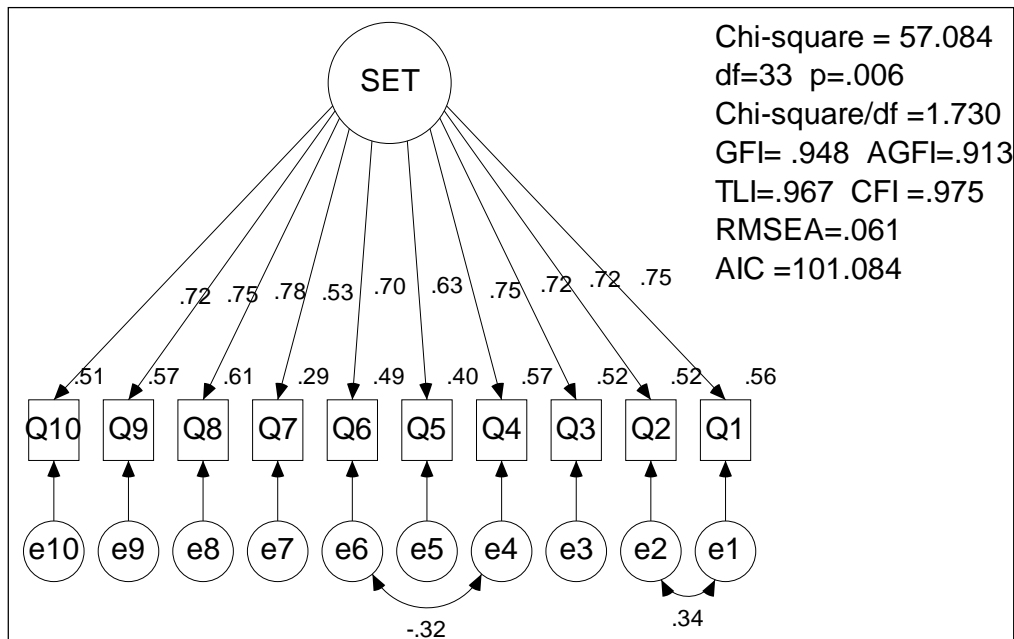 SET
Chi-square = 57.084
df=33 p=.006
Chi-square/df =1.730
GFI= .948 AGFI=.913
TLI=.967 CFI =.975
RMSEA=.061
AIC =101.084
.72 .75 .78 .53 .70 .63 .75 .72 .72 .75
.51 .57 .61 .29 .49 .40 .57 .52 .52 .56
Q10 Q9 Q8 Q7 Q6 Q5 Q4 Q3 Q2 Q1
e10 e9 e8 e7 e6 e5 e4 e3 e2 e1
-.32 .34